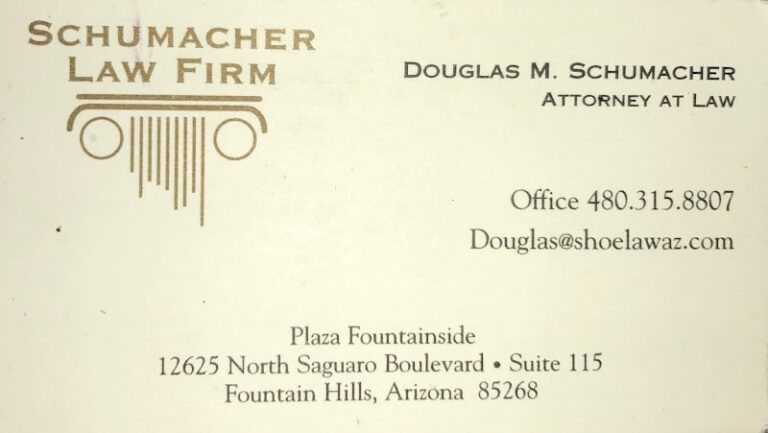 SCHUMACHER
LAW FIRM
DOUGLAS M. SCHUMACHER
ATTORNEY AT LAW
Office 480.315.8807
Douglas@shoelawaz.com
Plaza Fountainside
12625 North Saguaro Boulevard • Suite 115
Fountain Hills, Arizona 85268